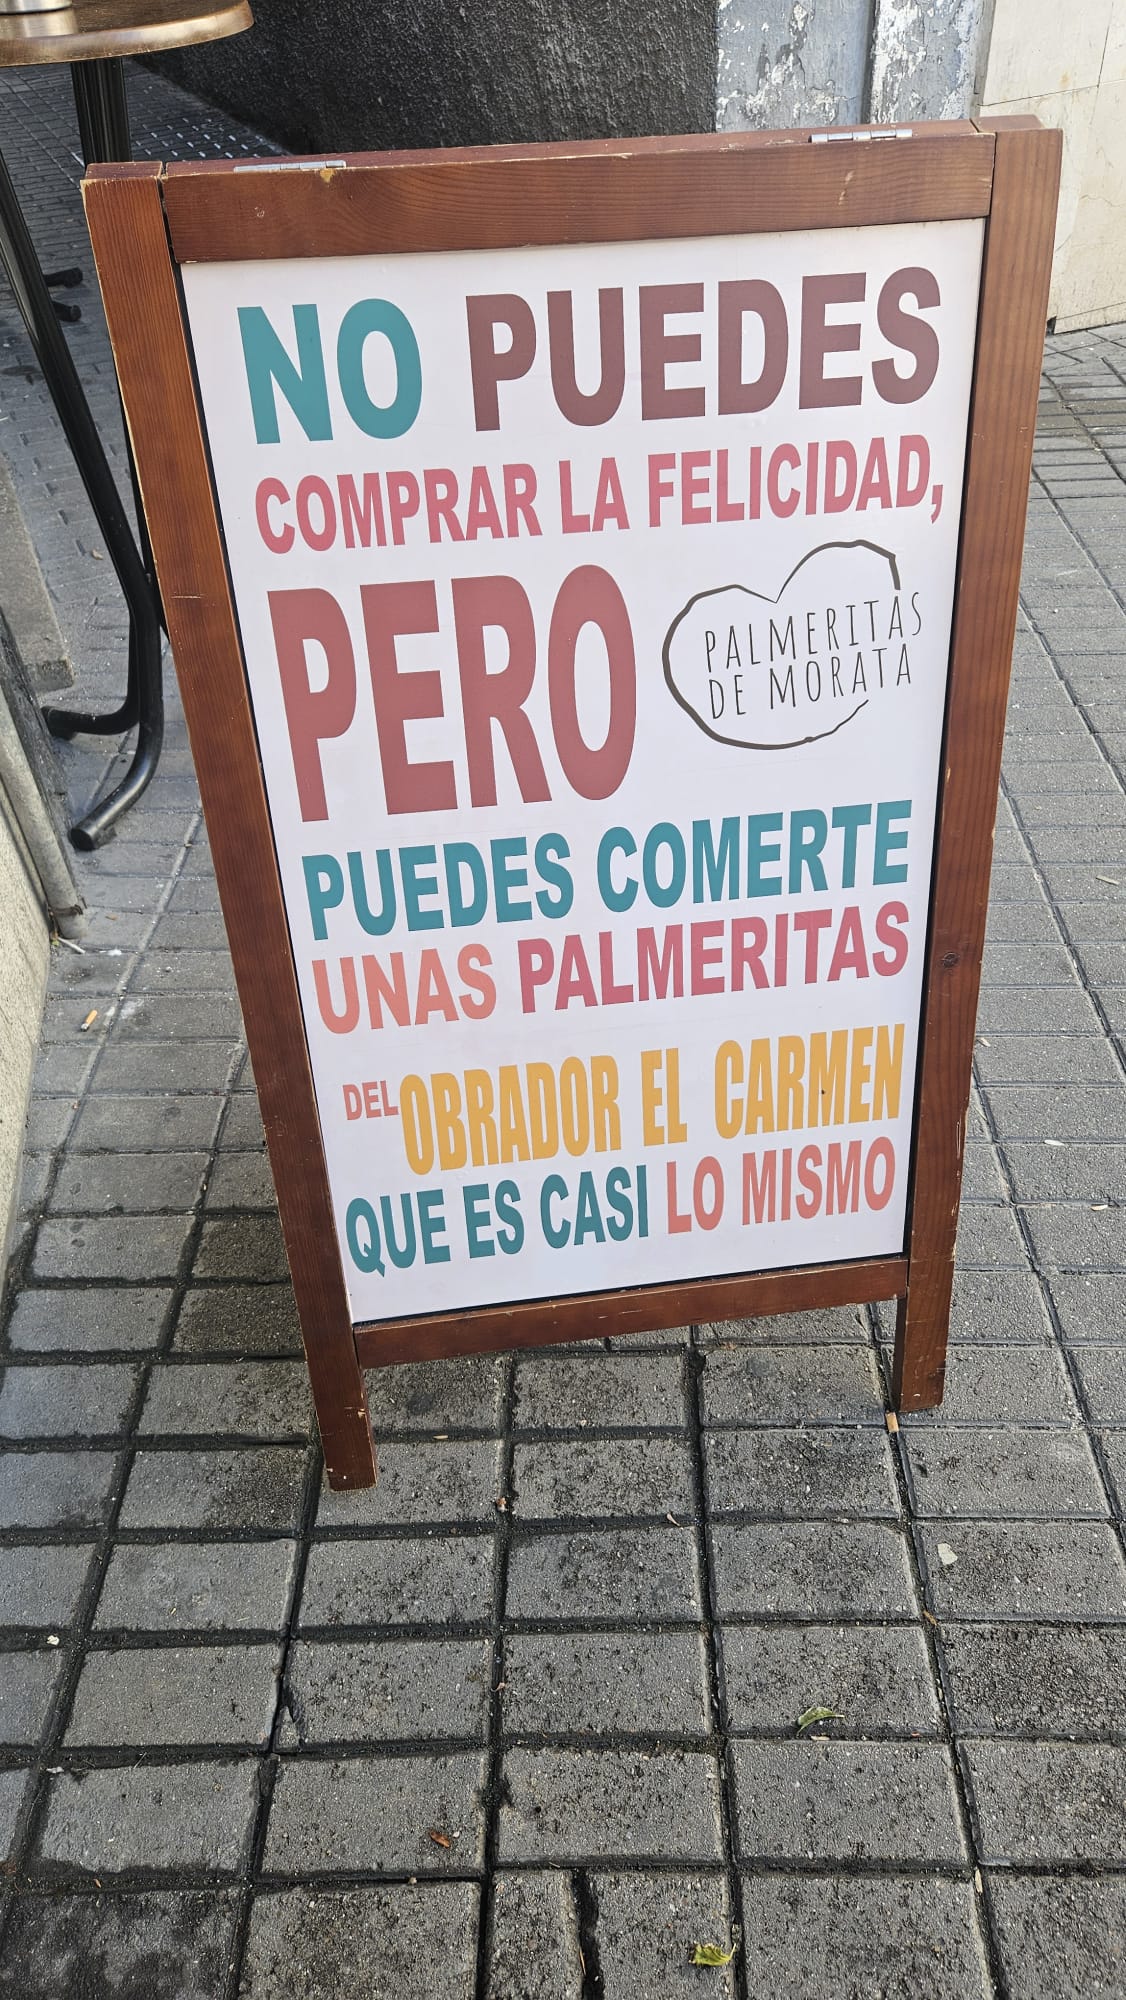 NO PUEDES
COMPRAR LA FELICIDAD,
PERO
PALMERITAS
DE MORATA
PUEDES COMERTE
UNAS PALMERITAS
DEL OBRADOR EL CARMEN
QUE ES CASI LO MISMO